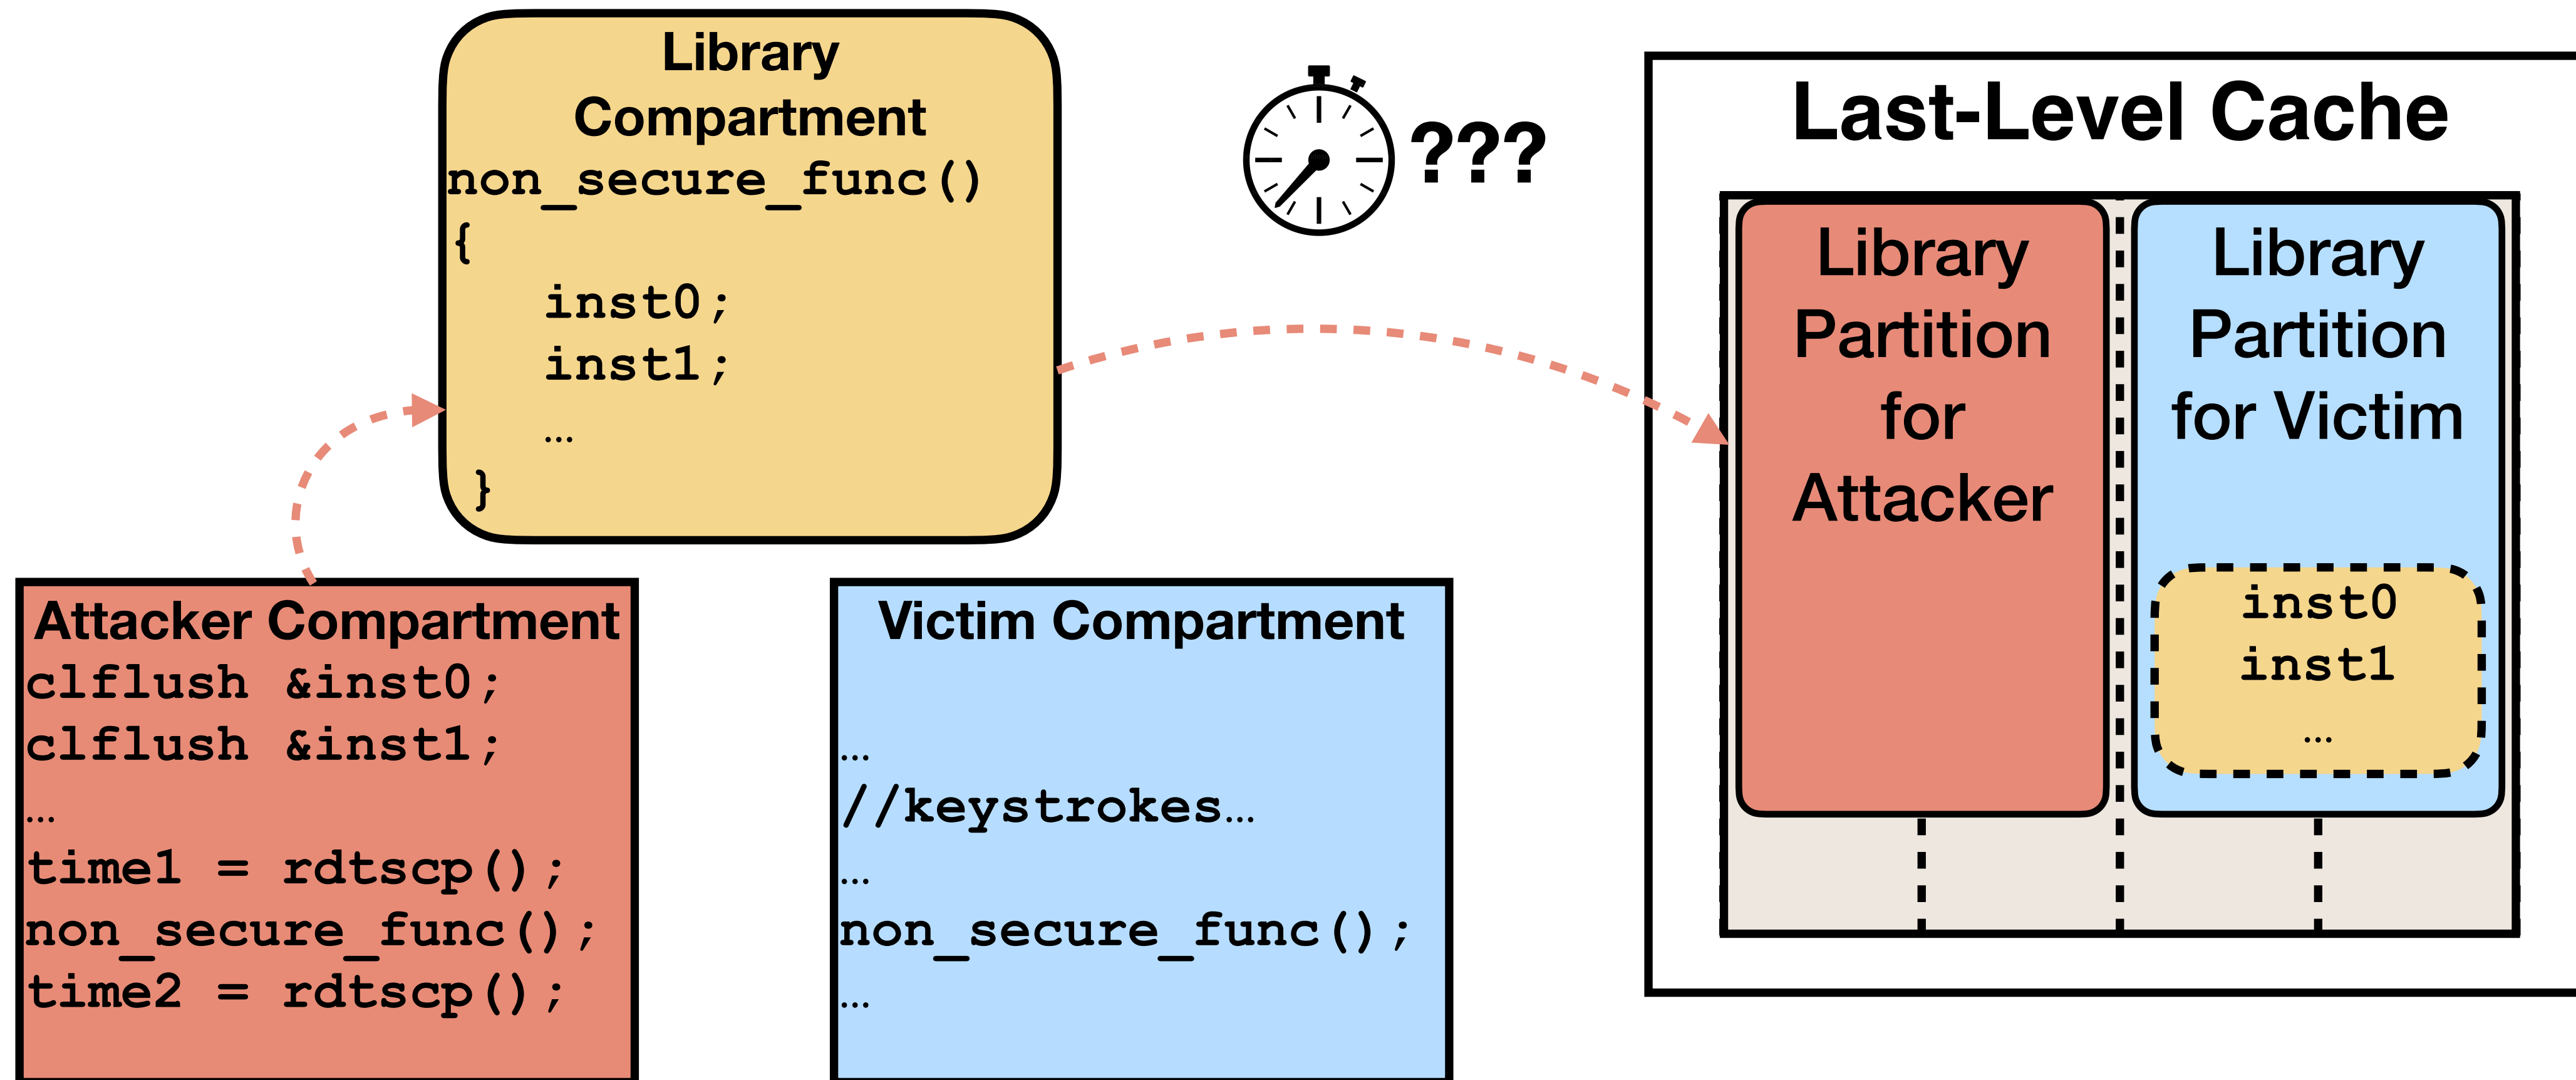 Library
Compartment
non_secure_func()
{
inst0;
inst1;
…
}
???
Last-Level Cache
Library
Partition
for
Attacker
Library
Partition
for Victim
inst0
inst1
…
Attacker Compartment
clflush &inst0;
clflush &inst1;
…
time1 = rdtscp();
non_secure_func();
time2 = rdtscp();
Victim Compartment
…
//keystrokes…
…
non_secure_func();
…